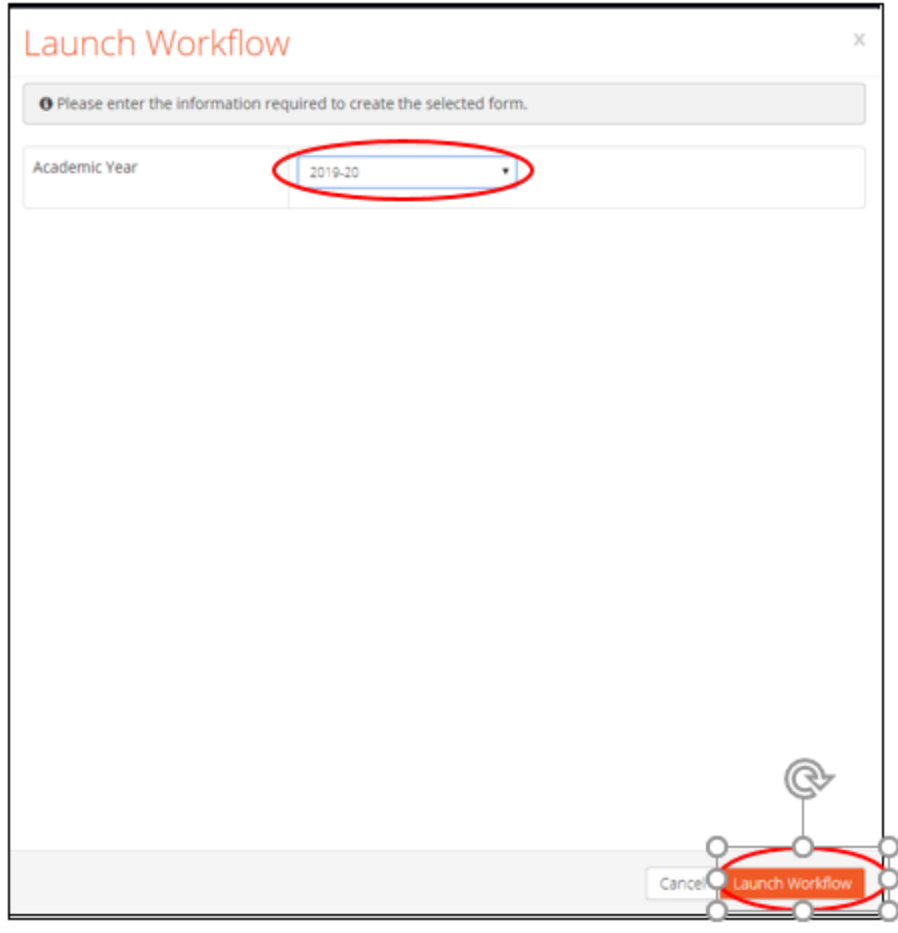 Launch Workflow x
Please enter the information required to create the selected form.
Academic Year 2019-20
Cancel Launch Workflow